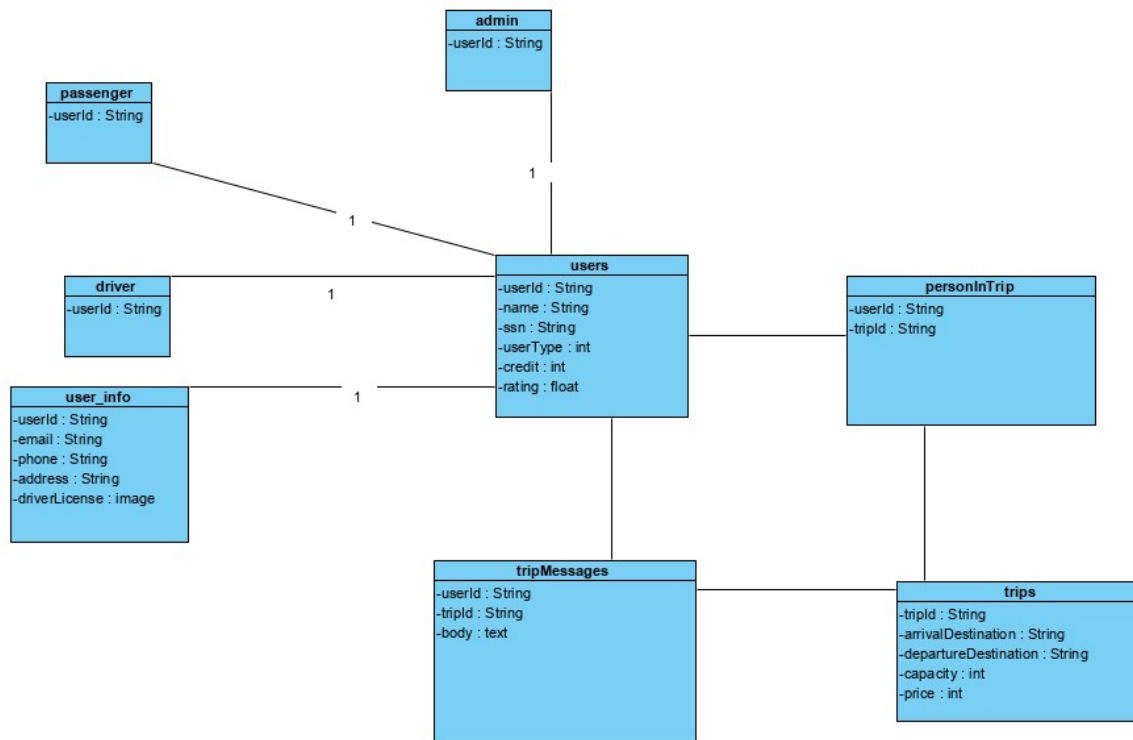 admin
-userId : String
passenger
-userId : String
1
1
users
-userId : String
-name : String
-ssn : String
-userType : int
-credit : int
-rating : float
driver
-userId : String
1
personInTrip
-userId : String
-tripId : String
user_info
-userId : String
-email : String
-phone : String
-address : String
-driverLicense : image
1
tripMessages
-userId : String
-tripId : String
-body : text
trips
-tripId : String
-arrivalDestination : String
-departureDestination : String
-capacity : int
-price : int